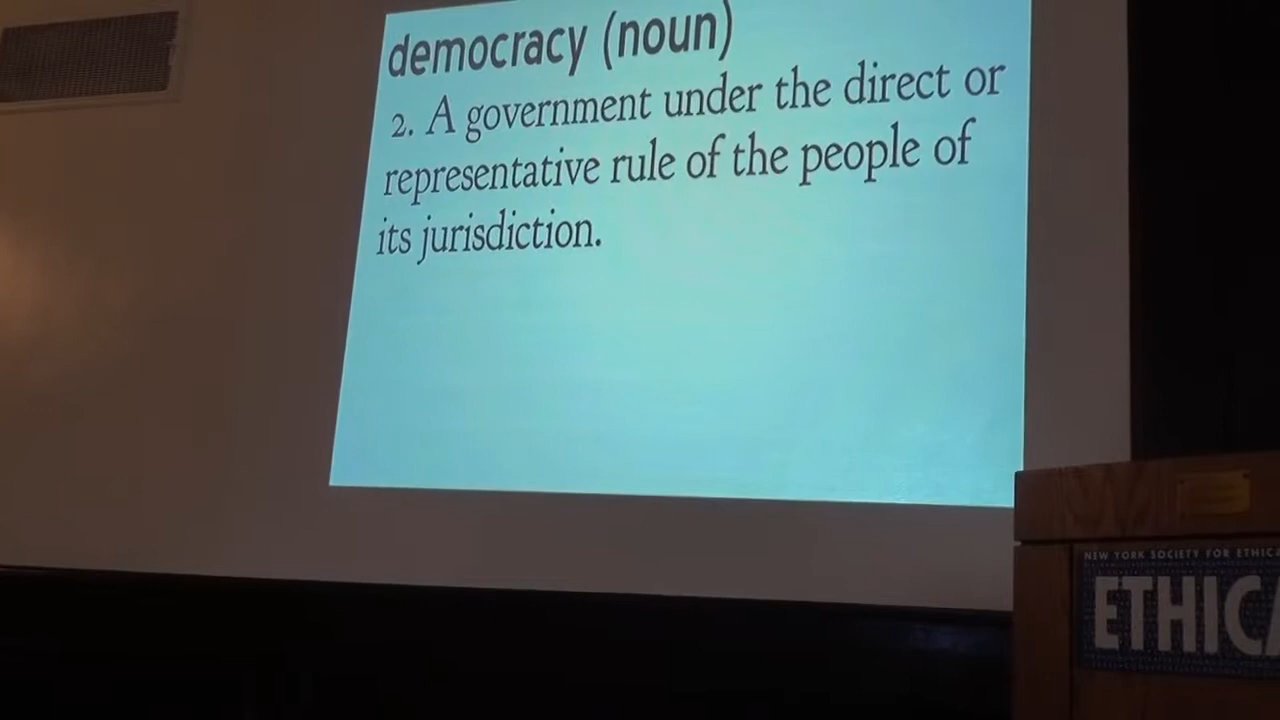 democracy (noun)
2. A government under the direct or
representative rule of the people of
its jurisdiction.
NEW YORK SOCIETY FOR ETHICA
ETHICA